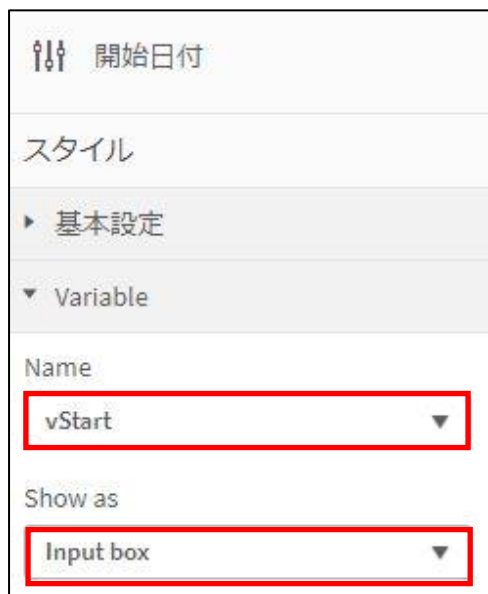 開始日付
スタイル
基本設定
Variable
Name
vStart
Show as
Input box